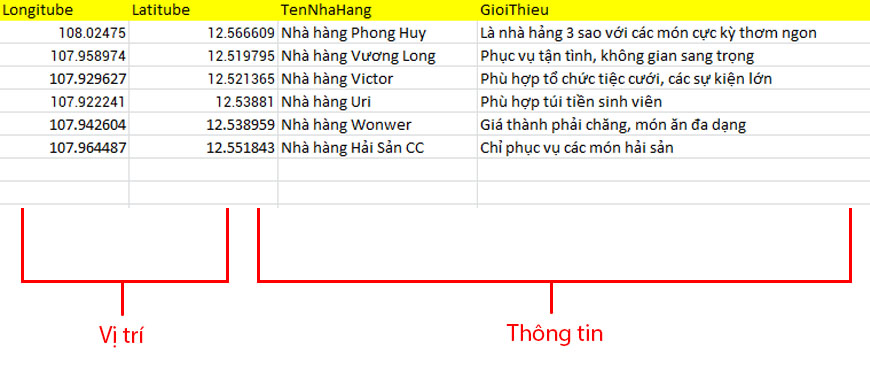 Longitube Latitube TenNhaHang GioiThieu
108.02475 12.566609 Nhà hàng Phong Huy Là nhà hảng 3 sao với các món cực kỳ thơm ngon
107.958974 12.519795 Nhà hàng Vương Long Phục vụ tận tình, không gian sang trọng
107.929627 12.521365 Nhà hàng Victor Phù hợp tổ chức tiệc cưới, các sự kiện lớn
107.922241 12.53881 Nhà hàng Uri Phù hợp túi tiền sinh viên
107.942604 12.538959 Nhà hàng Wonwer Giá thành phải chăng, món ăn đa dạng
107.964487 12.551843 Nhà hàng Hải Sản CC Chỉ phục vụ các món hải sản
Vị trí Thông tin